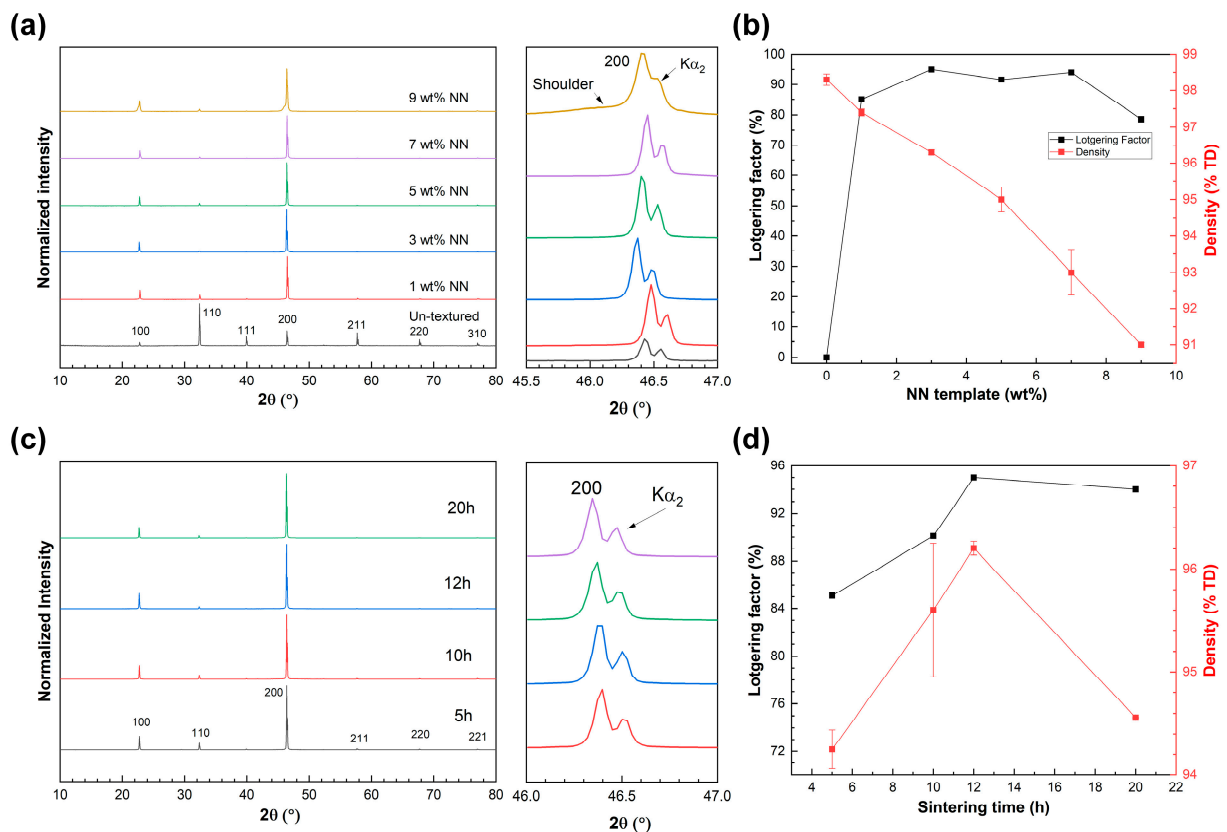 (a)
Normalized intensity
9 wt% NN
7 wt% NN
5 wt% NN
3 wt% NN
1 wt% NN
Un-textured
100
110
111
200
211
220
310
10 20 30 40 50 60 70 80
2θ (°)
200
Kα2
Shoulder
45.5 46.0 46.5 47.0
2θ (°)
(b)
Lotgering factor (%)
100
90
80
70
60
50
40
30
20
10
0
Lotgering Factor
Density
99
98
97
96
95
94
93
92
91
Density (% TD)
0 2 4 6 8 10
NN template (wt%)
(c)
Normalized Intensity
20h
12h
10h
5h
100
110
200
211
220
221
10 20 30 40 50 60 70 80
2θ (°)
200
Kα2
46.0 46.5 47.0
2θ (°)
(d)
Lotgering factor (%)
96
92
88
84
80
76
72
97
96
95
94
Density (% TD)
4 6 8 10 12 14 16 18 20 22
Sintering time (h)